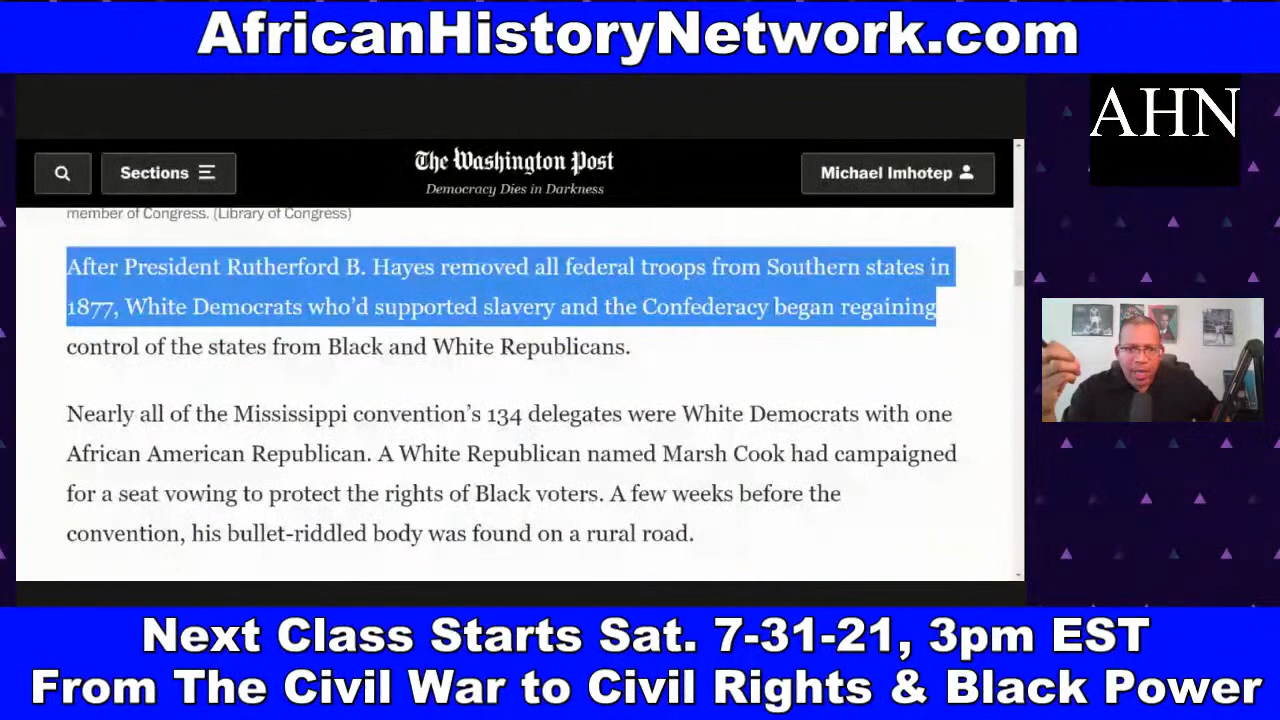 AfricanHistoryNetwork.com
AHN
Sections
The Washington Post
Democracy Dies in Darkness
Michael Imhotep
member of Congress. (Library of Congress)
After President Rutherford B. Hayes removed all federal troops from Southern states in
1877, White Democrats who’d supported slavery and the Confederacy began regaining
control of the states from Black and White Republicans.
Nearly all of the Mississippi convention’s 134 delegates were White Democrats with one
African American Republican. A White Republican named Marsh Cook had campaigned
for a seat vowing to protect the rights of Black voters. A few weeks before the
convention, his bullet-riddled body was found on a rural road.
Next Class Starts Sat. 7-31-21, 3pm EST
From The Civil War to Civil Rights & Black Power